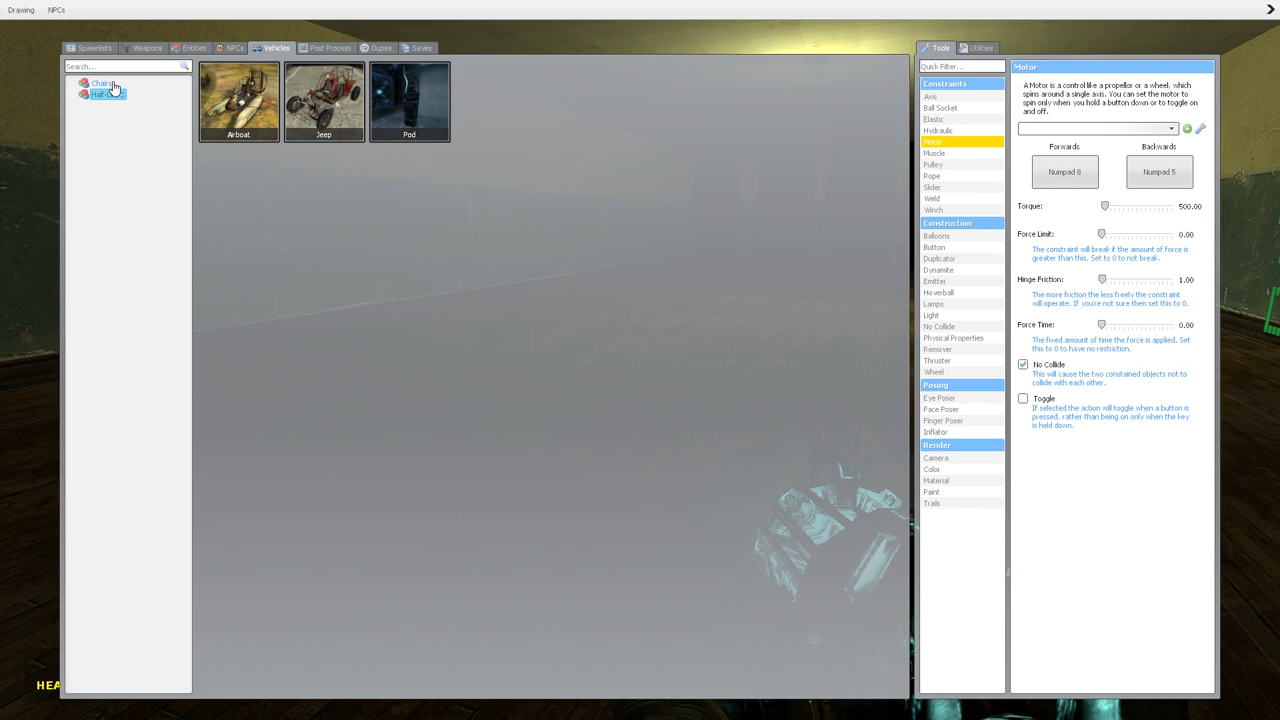 Drawing NPCs
Spawnlists Weapons Entities NPCs Vehicles Post Process Dupes Saves
Search...
Chairs
Airboat Jeep Pod
HEA
Tools Utilities
Quick Filter...
Constraints
Axis
Ball Socket
Elastic
Hydraulic
Motor
Muscle
Pulley
Rope
Slider
Weld
Winch
Construction
Balloons
Button
Duplicator
Dynamite
Emitter
Hoverball
Lamps
Light
No Collide
Physical Properties
Remover
Thruster
Wheel
Posing
Eye Poser
Face Poser
Finger Poser
Inflator
Render
Camera
Color
Material
Paint
Trails
Motor
A Motor is a control like a propellor or a wheel, which
spins around a single axis. You can set the motor to
spin only when you hold a button down or to toggle on
and off.
Forwards Backwards
Numpad 8 Numpad 5
Torque: 500.00
Force Limit: 0.00
The constraint will break if the amount of force is
greater than this. Set to 0 to not break.
Hinge Friction: 1.00
The more friction the less freely the constraint
will operate. If you're not sure then set this to 0.
Force Time: 0.00
The fixed amount of time the force is applied. Set
this to 0 to have no restriction.
No Collide
This will cause the two constrained objects not to
collide with each other.
Toggle
If selected the action will toggle when a button is
pressed, rather than being on only when the key
is held down.